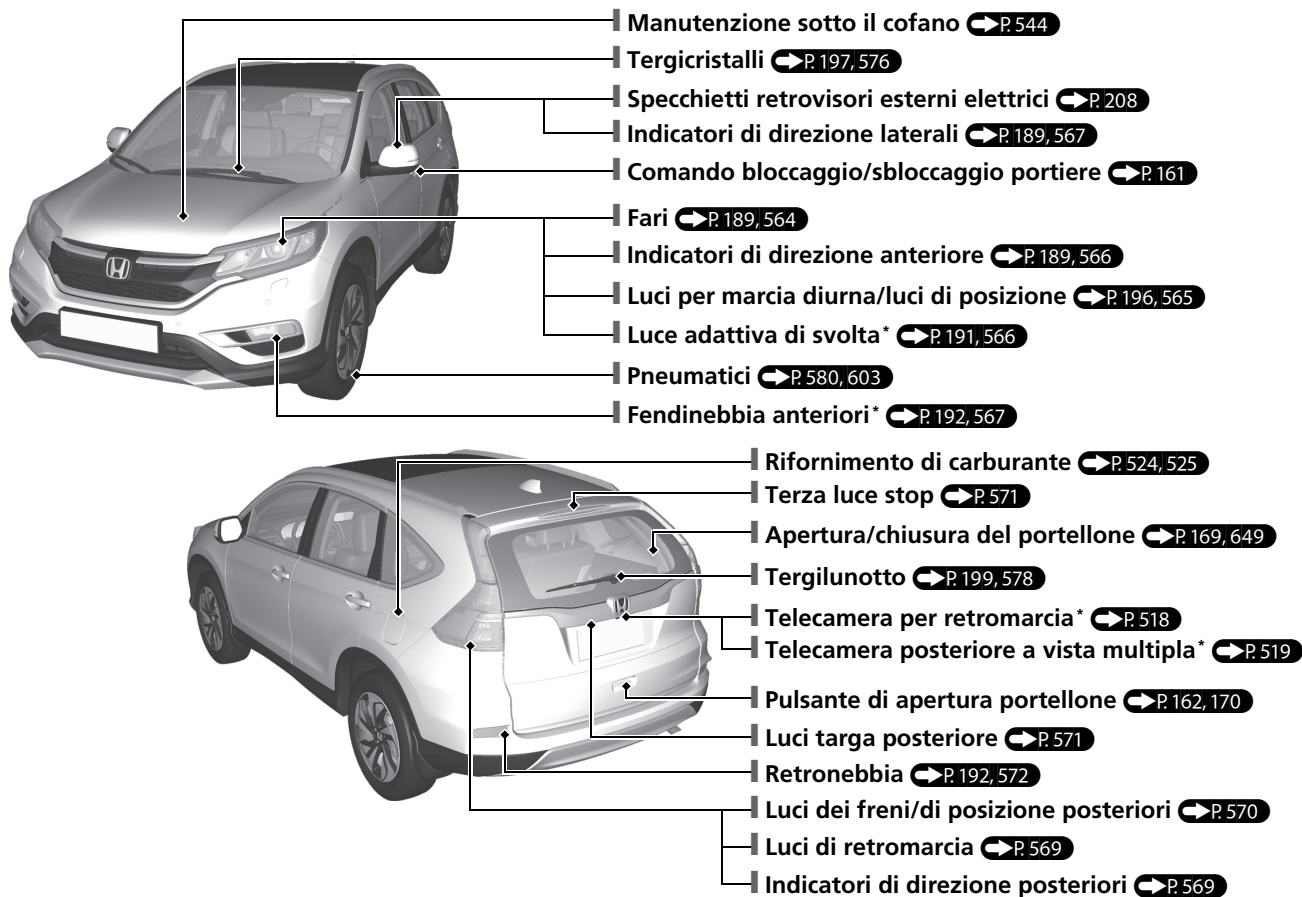 Manutenzione sotto il cofano P. 544
Tergicristalli P. 197, 576
Specchietti retrovisori esterni elettrici P. 208
Indicatori di direzione laterali P. 189, 567
Comando bloccaggio/sbloccaggio portiere P. 161
Fari P. 189, 564
Indicatori di direzione anteriore P. 189, 566
Luci per marcia diurna/luci di posizione P. 196, 565
Luce adattiva di svolta* P. 191, 566
Pneumatici P. 580, 603
Fendinebbia anteriori* P. 192, 567
Rifornimento di carburante P. 524, 525
Terza luce stop P. 571
Apertura/chiusura del portellone P. 169, 649
Tergilunotto P. 199, 578
Telecamera per retromarcia* P. 518
Telecamera posteriore a vista multipla* P. 519
Pulsante di apertura portellone P. 162, 170
Luci targa posteriore P. 571
Retronebbia P. 192, 572
Luci dei freni/di posizione posteriori P. 570
Luci di retromarcia P. 569
Indicatori di direzione posteriori P. 569